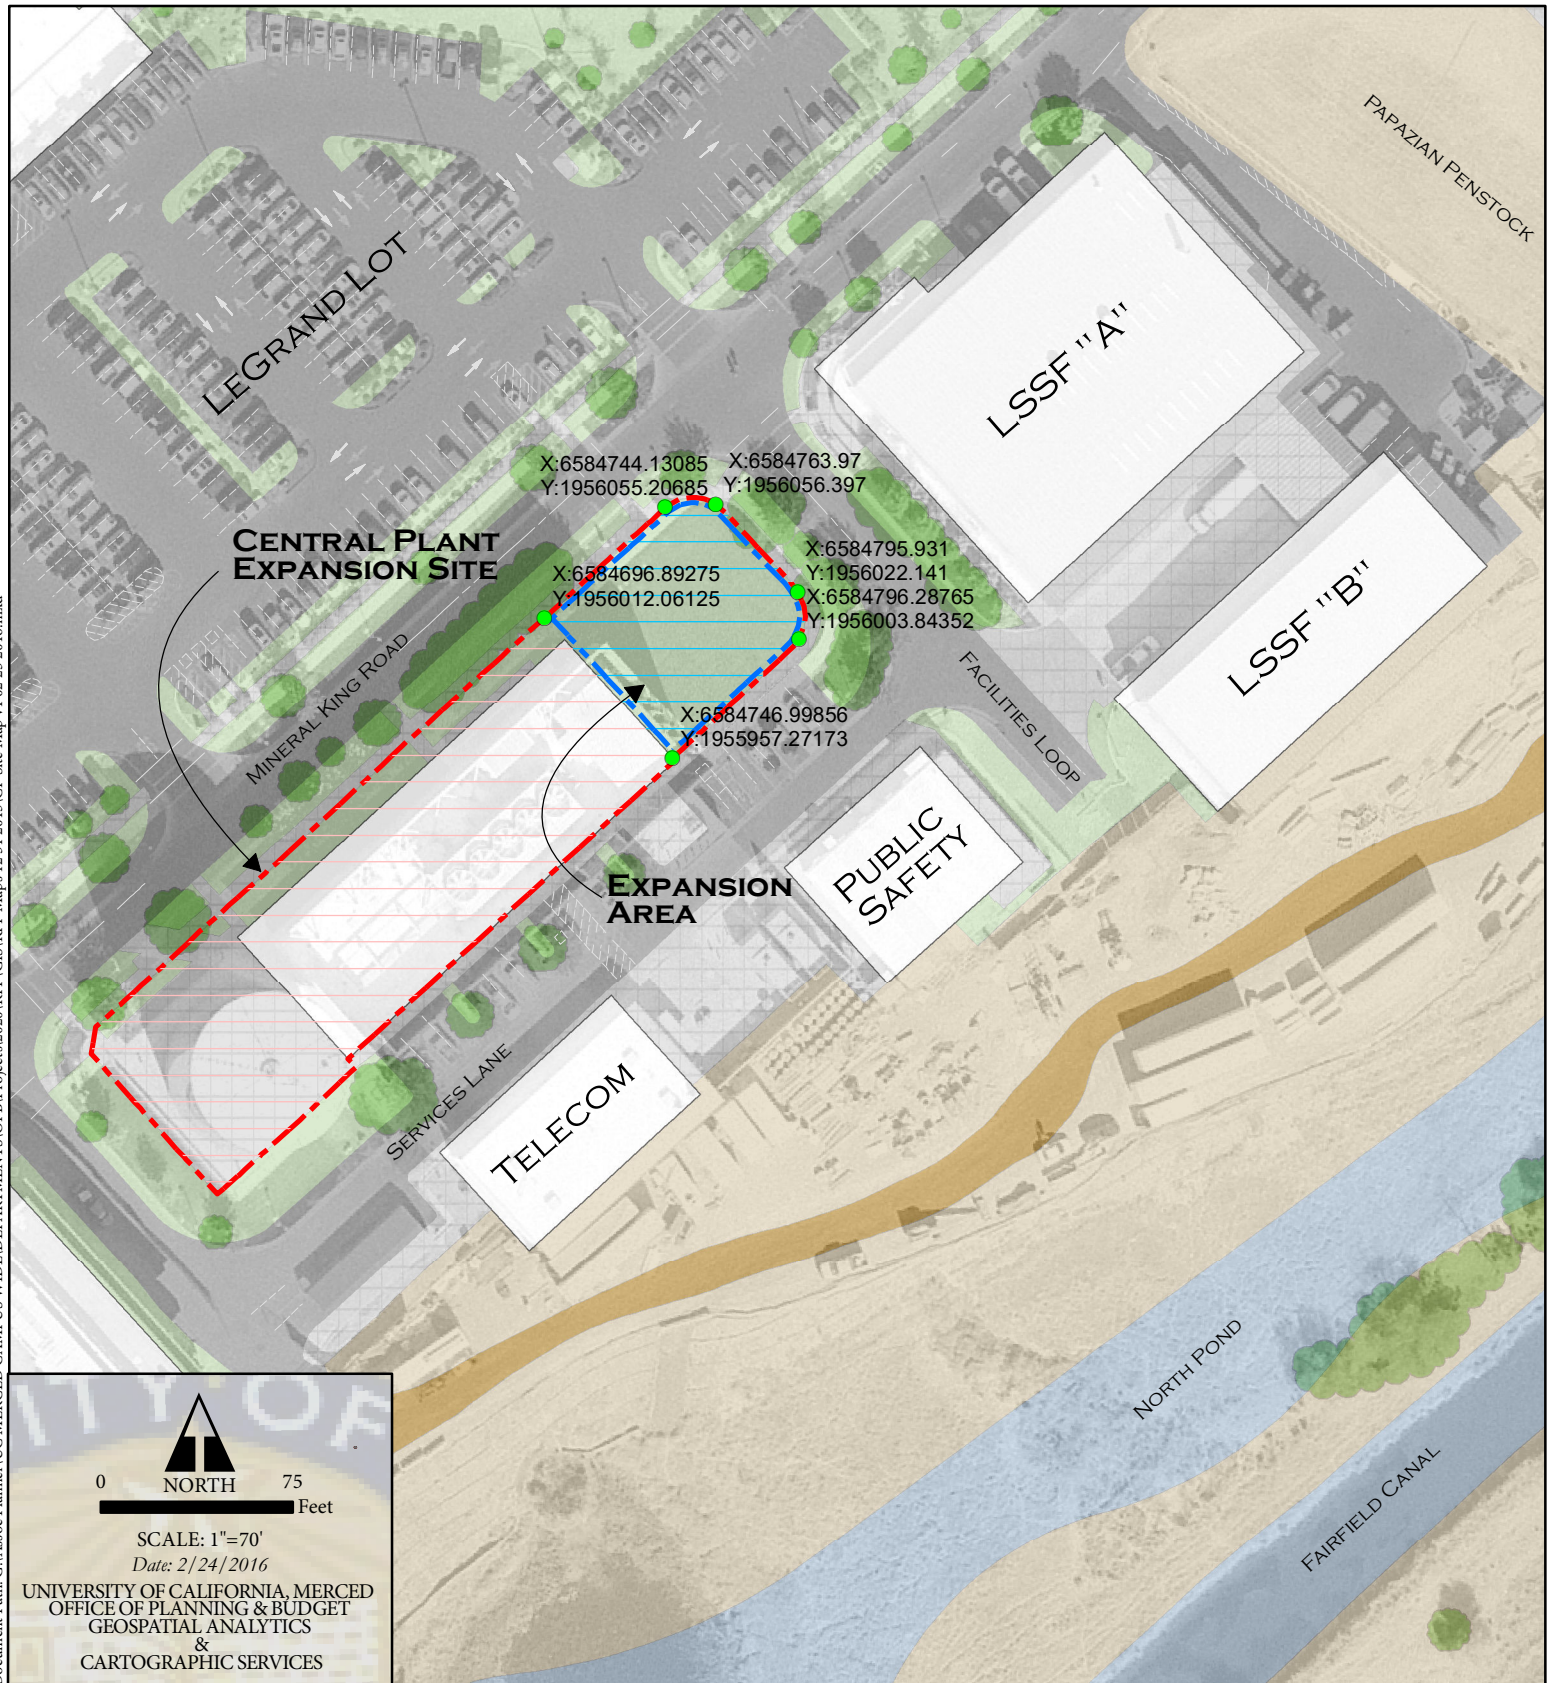 PAPAZIAN PENSTOCK
LEGRAND LOT
LSSF "A"
X:6584744.13085
Y:1956055.20685
X:6584763.97
Y:1956056.397
CENTRAL PLANT
EXPANSION SITE
X:6584696.89275
Y:1956012.06125
X:6584795.931
Y:1956022.141
X:6584796.28765
Y:1956003.84352
LSSF "B"
MINERAL KING ROAD
FACILITIES LOOP
X:6584746.99856
Y:1955957.27173
EXPANSION
AREA
PUBLIC
SAFETY
SERVICES LANE
TELECOM
NORTH POND
FAIRFIELD CANAL
ITY OF
NORTH
0 75
Feet
SCALE: 1"=70'
Date: 2/24/2016
UNIVERSITY OF CALIFORNIA, MERCED
OFFICE OF PLANNING & BUDGET
GEOSPATIAL ANALYTICS
&
CARTOGRAPHIC SERVICES